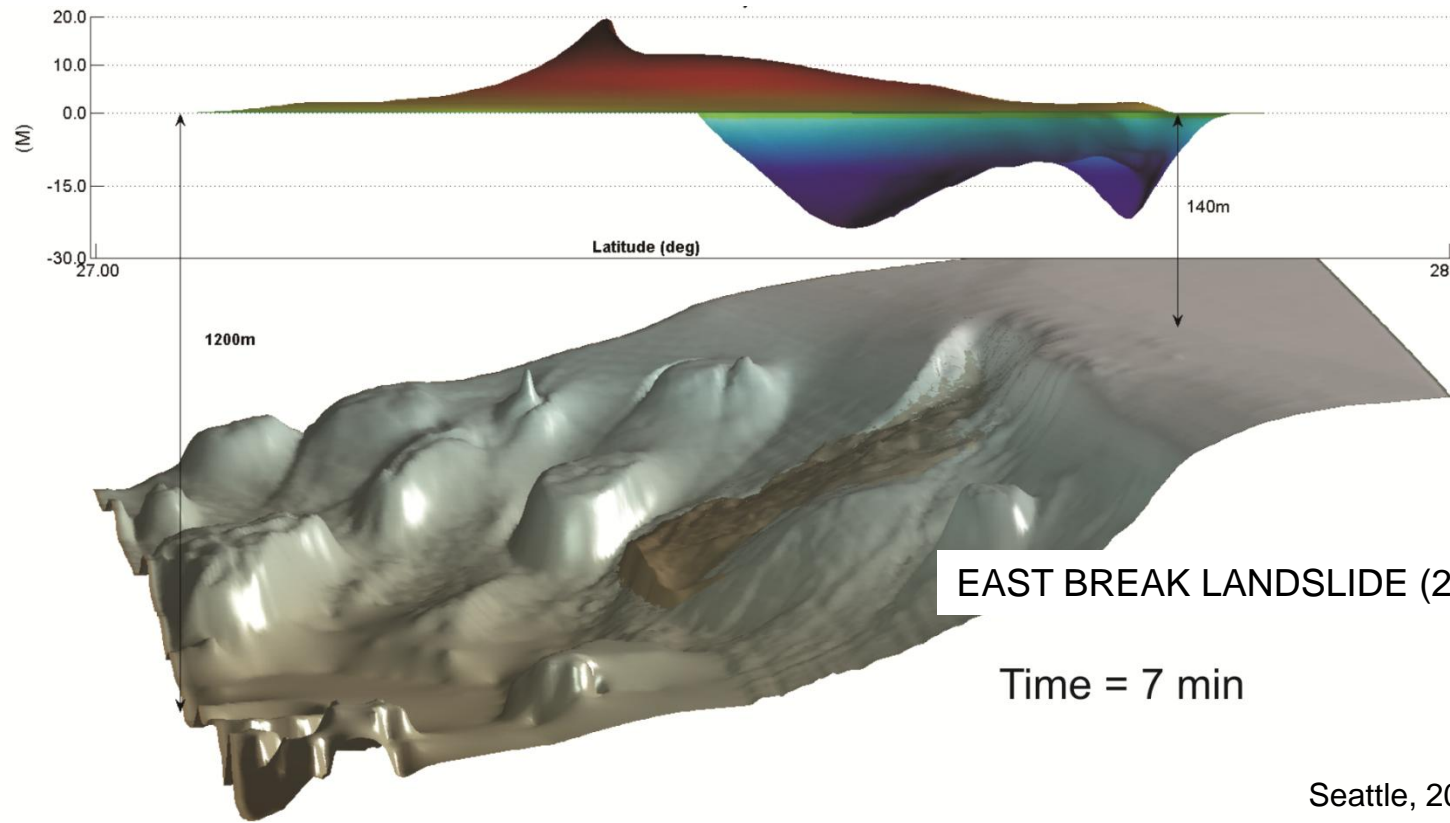 20.0
10.0
0.0
(M)
-15.0
140m
Latitude (deg)
-30.0
27.00
28
1200m
EAST BREAK LANDSLIDE (2
Time = 7 min
Seattle, 20